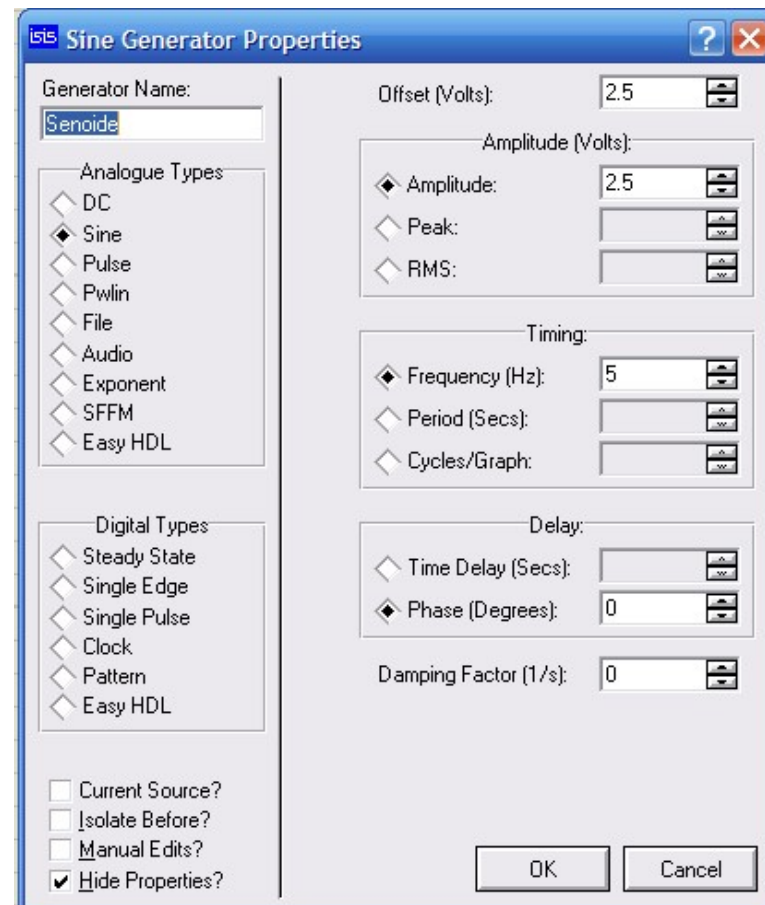 isis Sine Generator Properties
Generator Name:
Senoide
Analogue Types
DC
Sine
Pulse
Pwlin
File
Audio
Exponent
SFFM
Easy HDL
Digital Types
Steady State
Single Edge
Single Pulse
Clock
Pattern
Easy HDL
Current Source?
Isolate Before?
Manual Edits?
Hide Properties?
Offset (Volts): 2.5
Amplitude (Volts):
Amplitude: 2.5
Peak:
RMS:
Timing:
Frequency (Hz): 5
Period (Secs):
Cycles/Graph:
Delay:
Time Delay (Secs):
Phase (Degrees): 0
Damping Factor (1/s): 0
OK Cancel